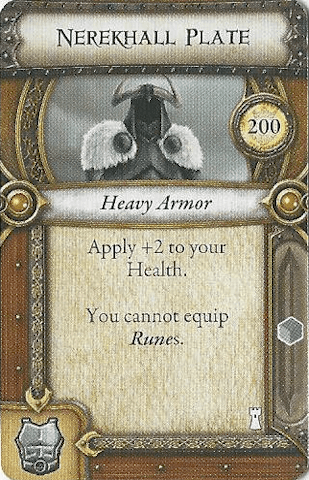 NEREKHALL PLATE
200
Heavy Armor
Apply +2 to your
Health.
You cannot equip
Runes.